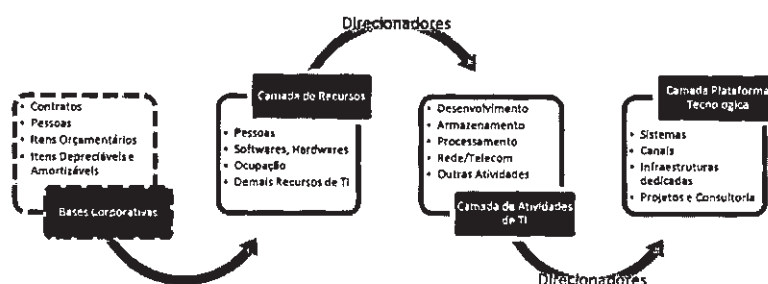 Direcionadores
• Contratos
• Pessoas
• Itens Orçamentários
• Itens Depreciáveis e
Amortizáveis
Bases Corporativas
Camada de Recursos
• Pessoas
• Softwares, Hardwares
• Ocupação
• Demais Recursos de TI
• Desenvolvimento
• Armazenamento
• Processamento
• Rede/Telecom
• Outras Atividades
Camada de Atividades
de TI
Camada Plataforma
Tecnologica
• Sistemas
• Canais
• Infraestruturas
dedicadas
• Projetos e Consultoria
Direcionadores